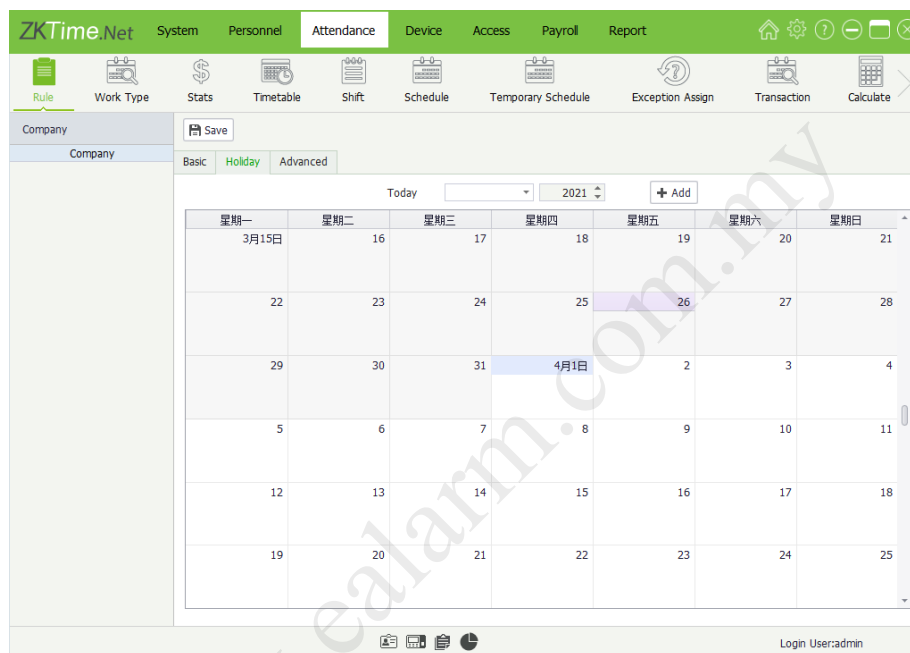 ZKTime.Net System Personnel Attendance Device Access Payroll Report
Rule Work Type Stats Timetable Shift Schedule Temporary Schedule Exception Assign Transaction Calculate
Company
Company
Save
Basic Holiday Advanced
Today 2021 Add
星期一 星期二 星期三 星期四 星期五 星期六 星期日
3月15日 16 17 18 19 20 21
22 23 24 25 26 27 28
29 30 31 4月1日 2 3 4
5 6 7 8 9 10 11
12 13 14 15 16 17 18
19 20 21 22 23 24 25
Login User:admin
ealarm.com.my